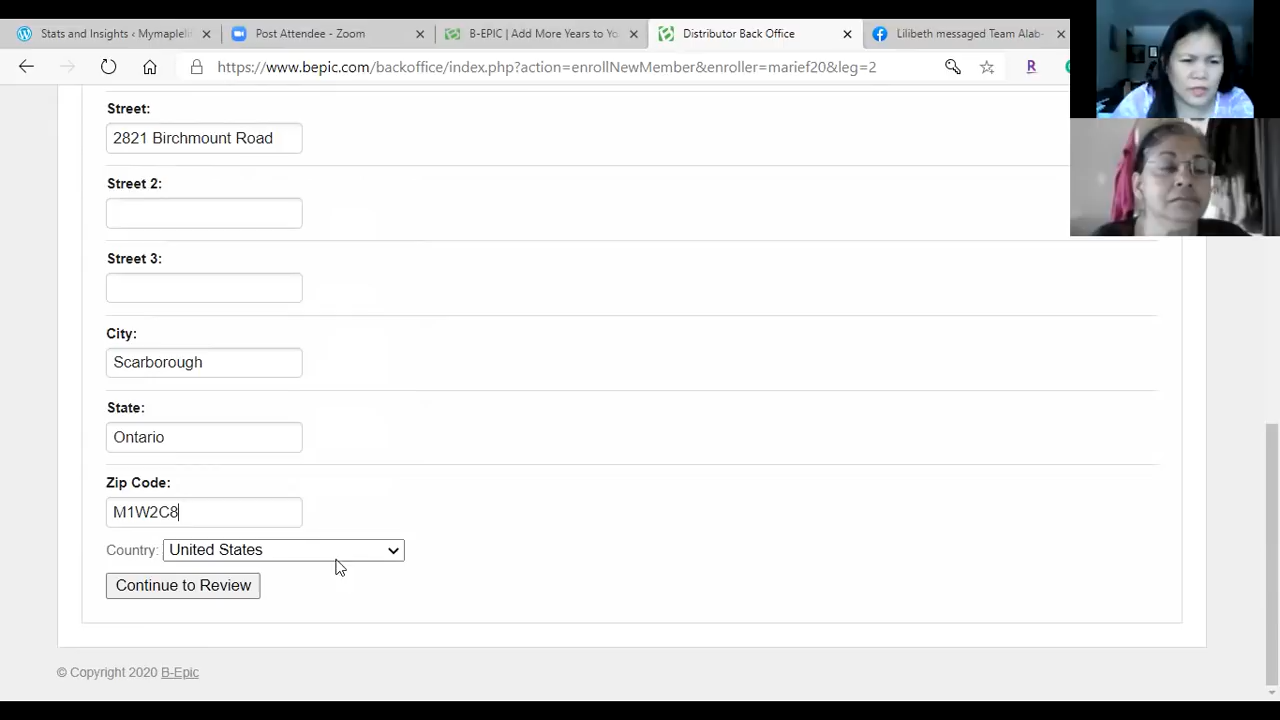 Stats and Insights ‹ Mymapleli
Post Attendee - Zoom
B-EPIC | Add More Years to Yo
Distributor Back Office
Lilibeth messaged Team Alab-
https://www.bepic.com/backoffice/index.php?action=enrollNewMember&enroller=marief20&leg=2
R
Street:
2821 Birchmount Road
Street 2:
Street 3:
City:
Scarborough
State:
Ontario
Zip Code:
M1W2C8
Country: United States
Continue to Review
© Copyright 2020 B-Epic